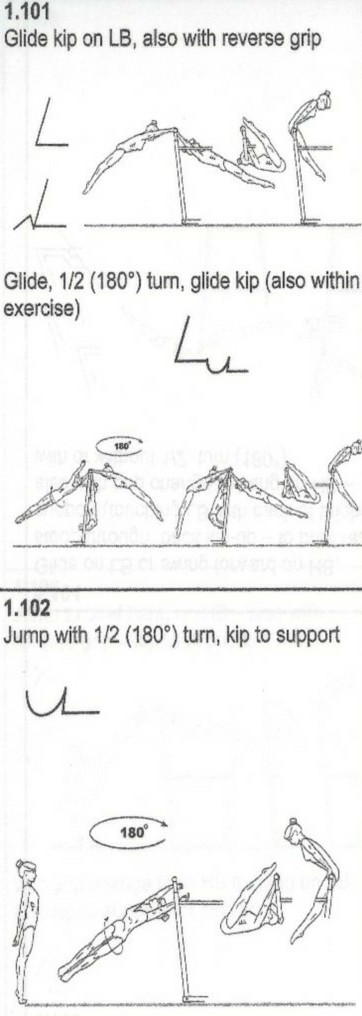 1.101
Glide kip on LB, also with reverse grip
Glide, 1/2 (180°) turn, glide kip (also within
exercise)
180°
1.102
Jump with 1/2 (180°) turn, kip to support
180°